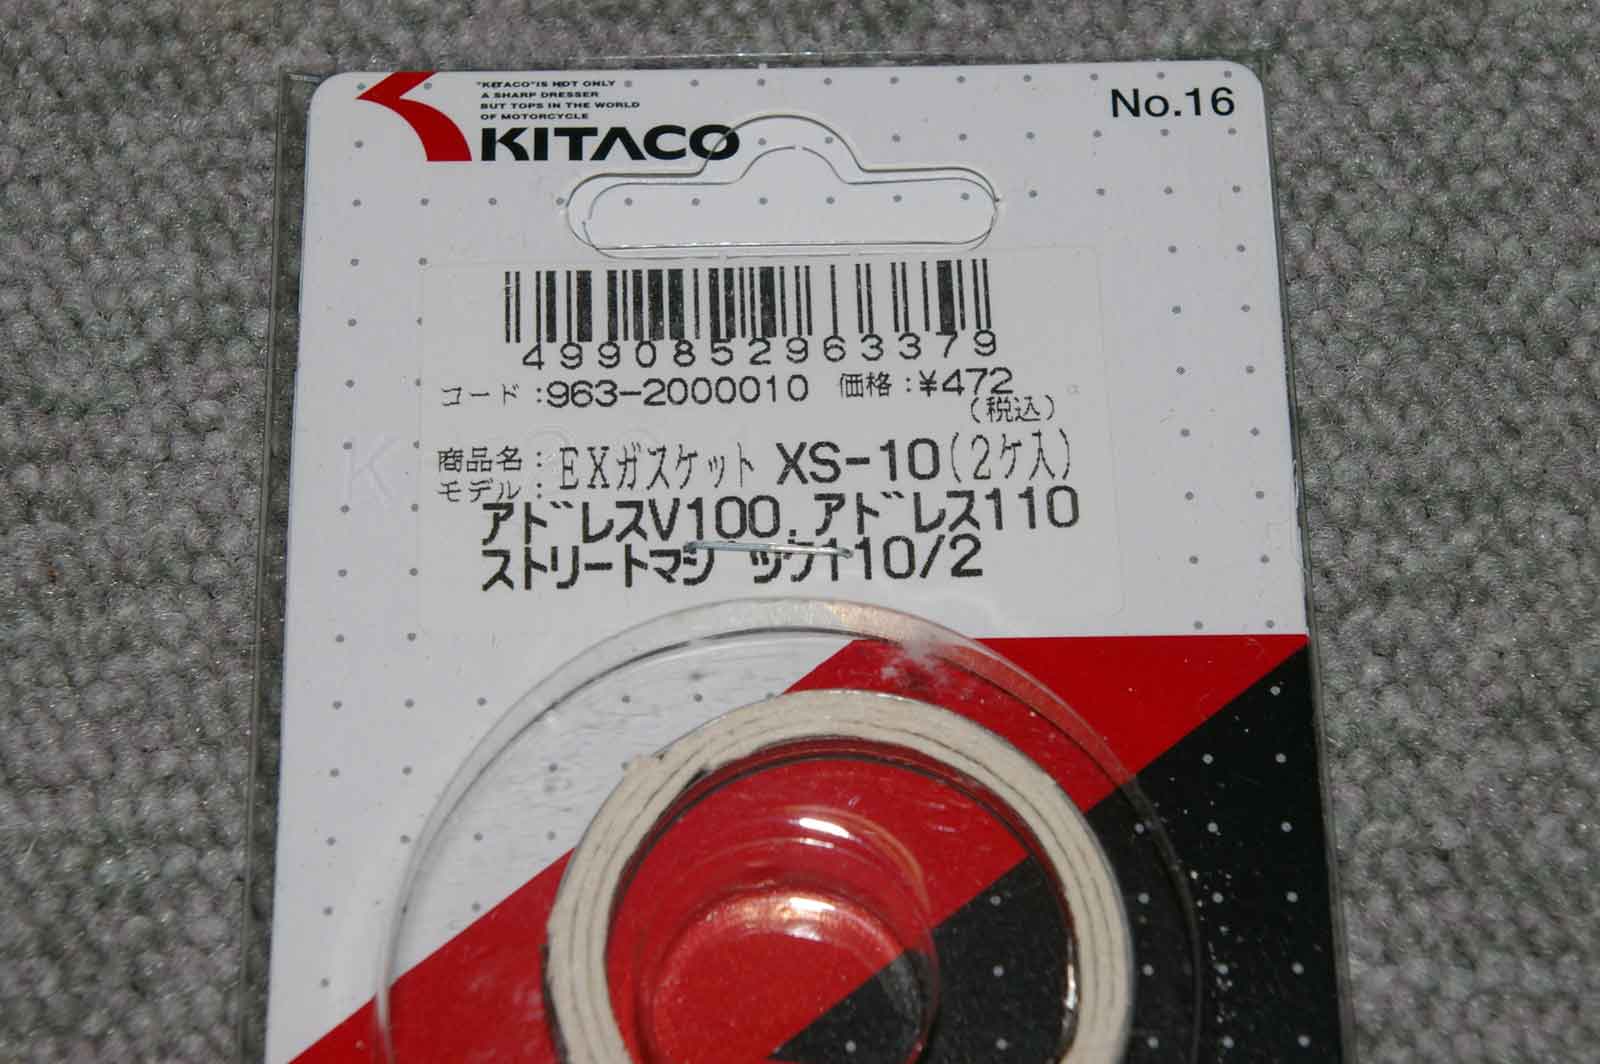 "KITACO"IS NOT ONLY
A SHARP DRESSER
BUT TOPS IN THE WORLD
OF MOTORCYCLE
KITACO
No.16
4990852963379
コード:963-2000010 価格:¥472
(税込)
商品名:EXガスケット XS-10(2ケ入)
モデル:
アドレスV100.アドレス110
ストリートマジック110/2